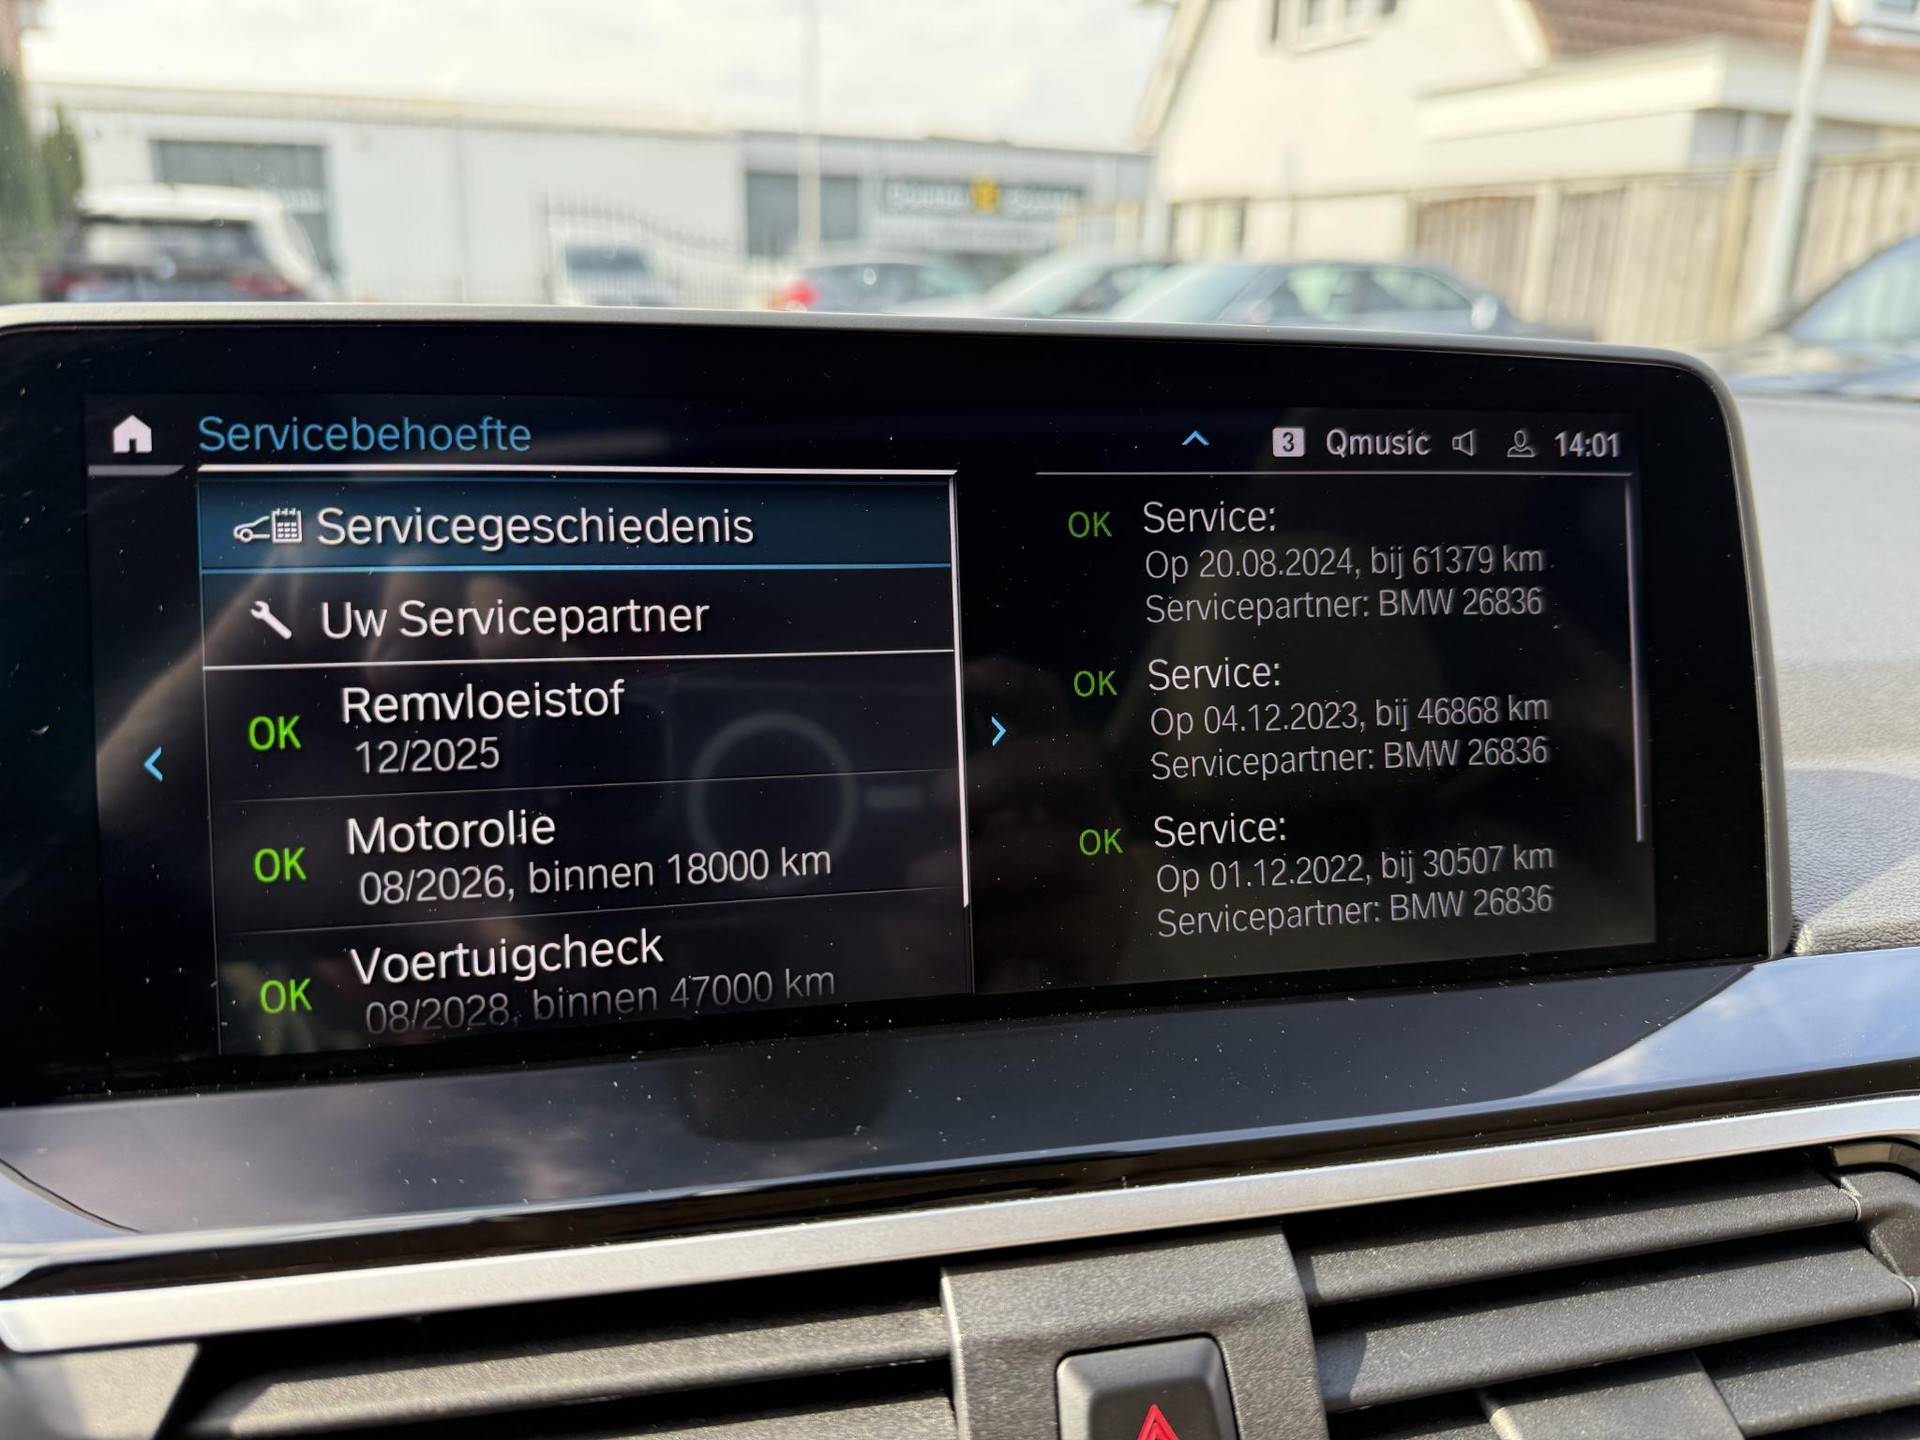 Servicebehoefte
3 Qmusic 14:01
Servicegeschiedenis
Uw Servicepartner
OK Remvloeistof
12/2025
OK Motorolie
08/2026, binnen 18000 km
OK Voertuigcheck
08/2028, binnen 47000 km
OK Service:
Op 20.08.2024, bij 61379 km
Servicepartner: BMW 26836
OK Service:
Op 04.12.2023, bij 46868 km
Servicepartner: BMW 26836
OK Service:
Op 01.12.2022, bij 30507 km
Servicepartner: BMW 26836